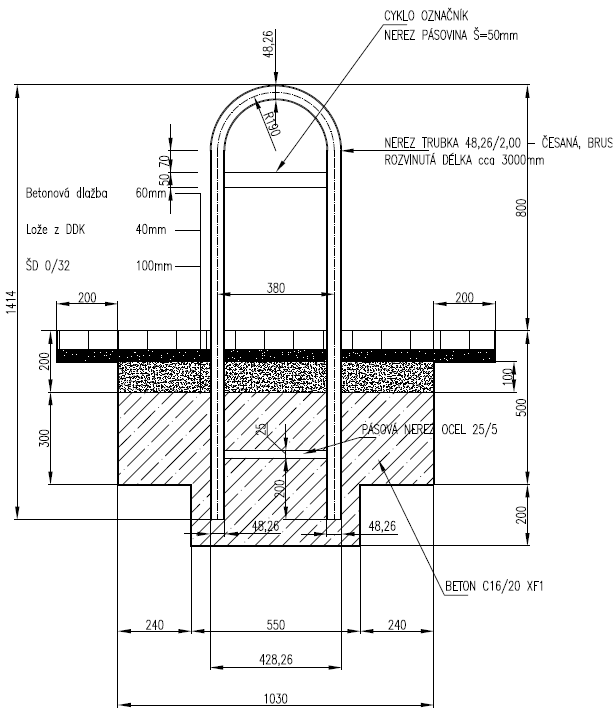 CYKLO OZNAČNÍK
NEREZ PÁSOVINA Š=50mm
48,26
R190
NEREZ TRUBKA 48,26/2,00 – ČESANÁ, BRUS
ROZVINUTÁ DÉLKA cca 3000mm
70
50
Betonová dlažba 60mm
Lože z DDK 40mm
ŠD 0/32 100mm
800
1414
380
200
200
200
100
500
300
25
PÁSOVÁ NEREZ OCEL 25/5
200
200
48,26
48,26
BETON C16/20 XF1
240
550
240
428,26
1030